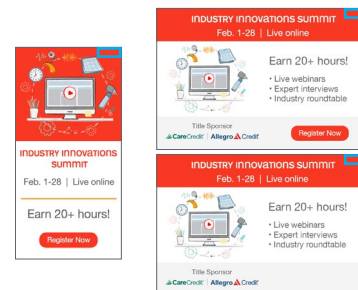 INDUSTRY INNOVATIONS
SUMMIT
Feb. 1-28 | Live online
Earn 20+ hours!
Register Now
INDUSTRY INNOVATIONS SUMMIT
Feb. 1-28 | Live online
Earn 20+ hours!
• Live webinars
• Expert interviews
• Industry roundtable
Title Sponsor
CareCredit | Allegro Credit
Register Now
INDUSTRY INNOVATIONS SUMMIT
Feb. 1-28 | Live online
Earn 20+ hours!
• Live webinars
• Expert interviews
• Industry roundtable
Title Sponsor
CareCredit | Allegro Credit